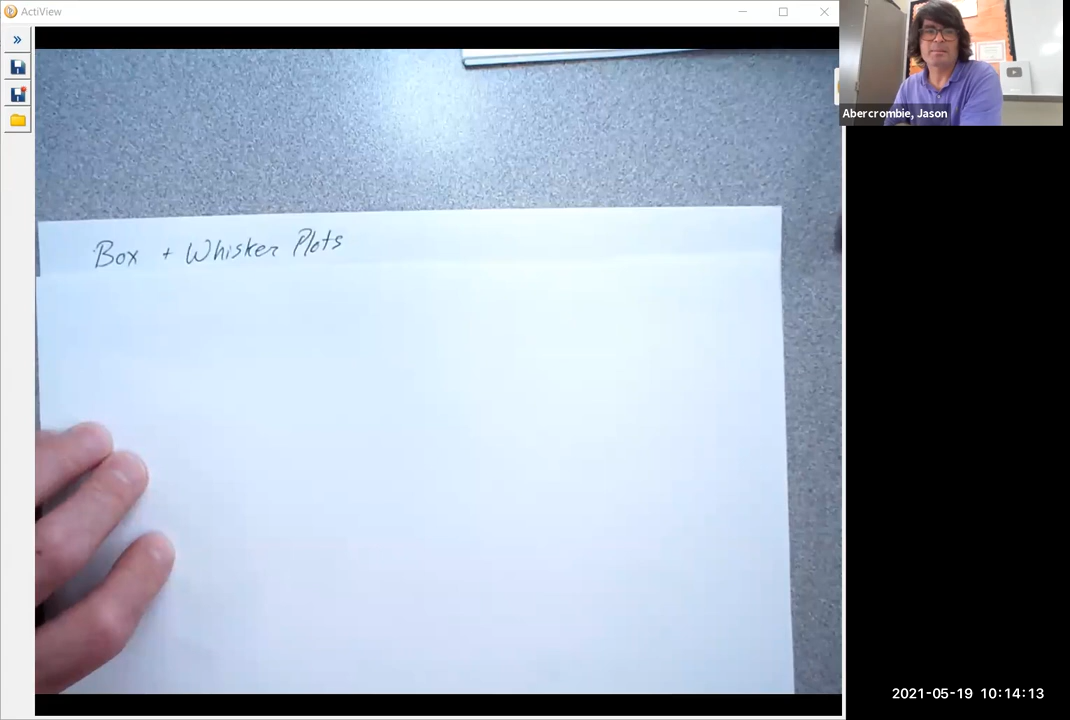 ActiView
Abercrombie, Jason
Box + Whisker Plots
2021-05-19 10:14:13